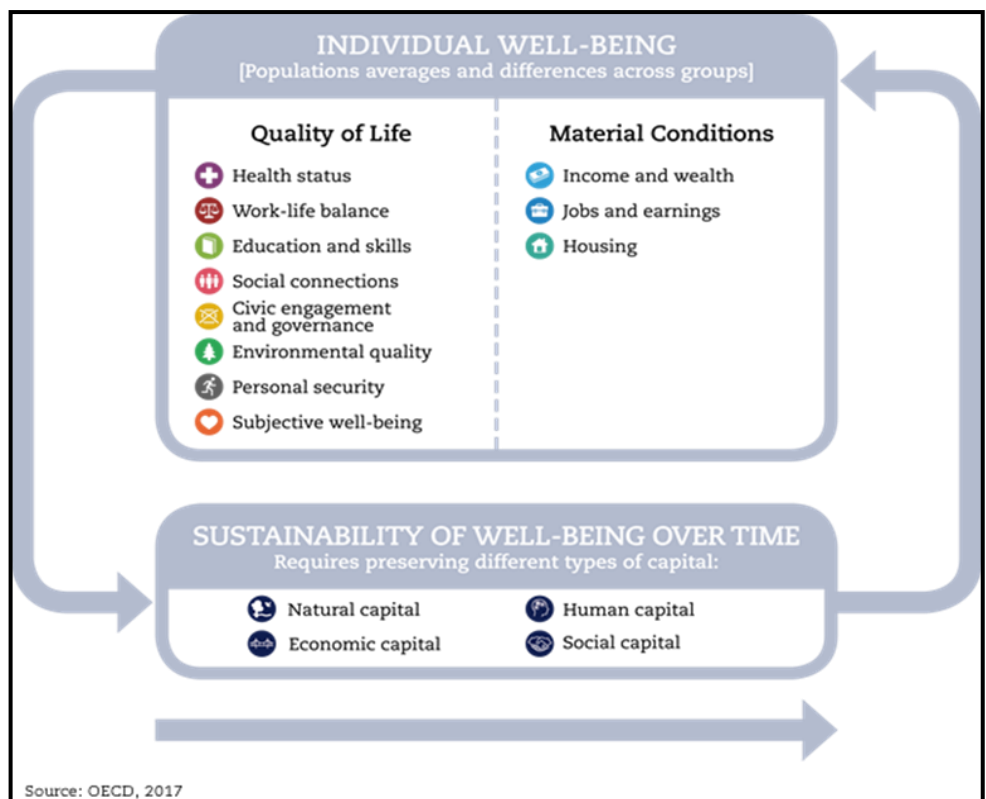 INDIVIDUAL WELL-BEING
[Populations averages and differences across groups]
Quality of Life
Health status
Work-life balance
Education and skills
Social connections
Civic engagement
and governance
Environmental quality
Personal security
Subjective well-being
Material Conditions
Income and wealth
Jobs and earnings
Housing
SUSTAINABILITY OF WELL-BEING OVER TIME
Requires preserving different types of capital:
Natural capital
Economic capital
Human capital
Social capital
Source: OECD, 2017